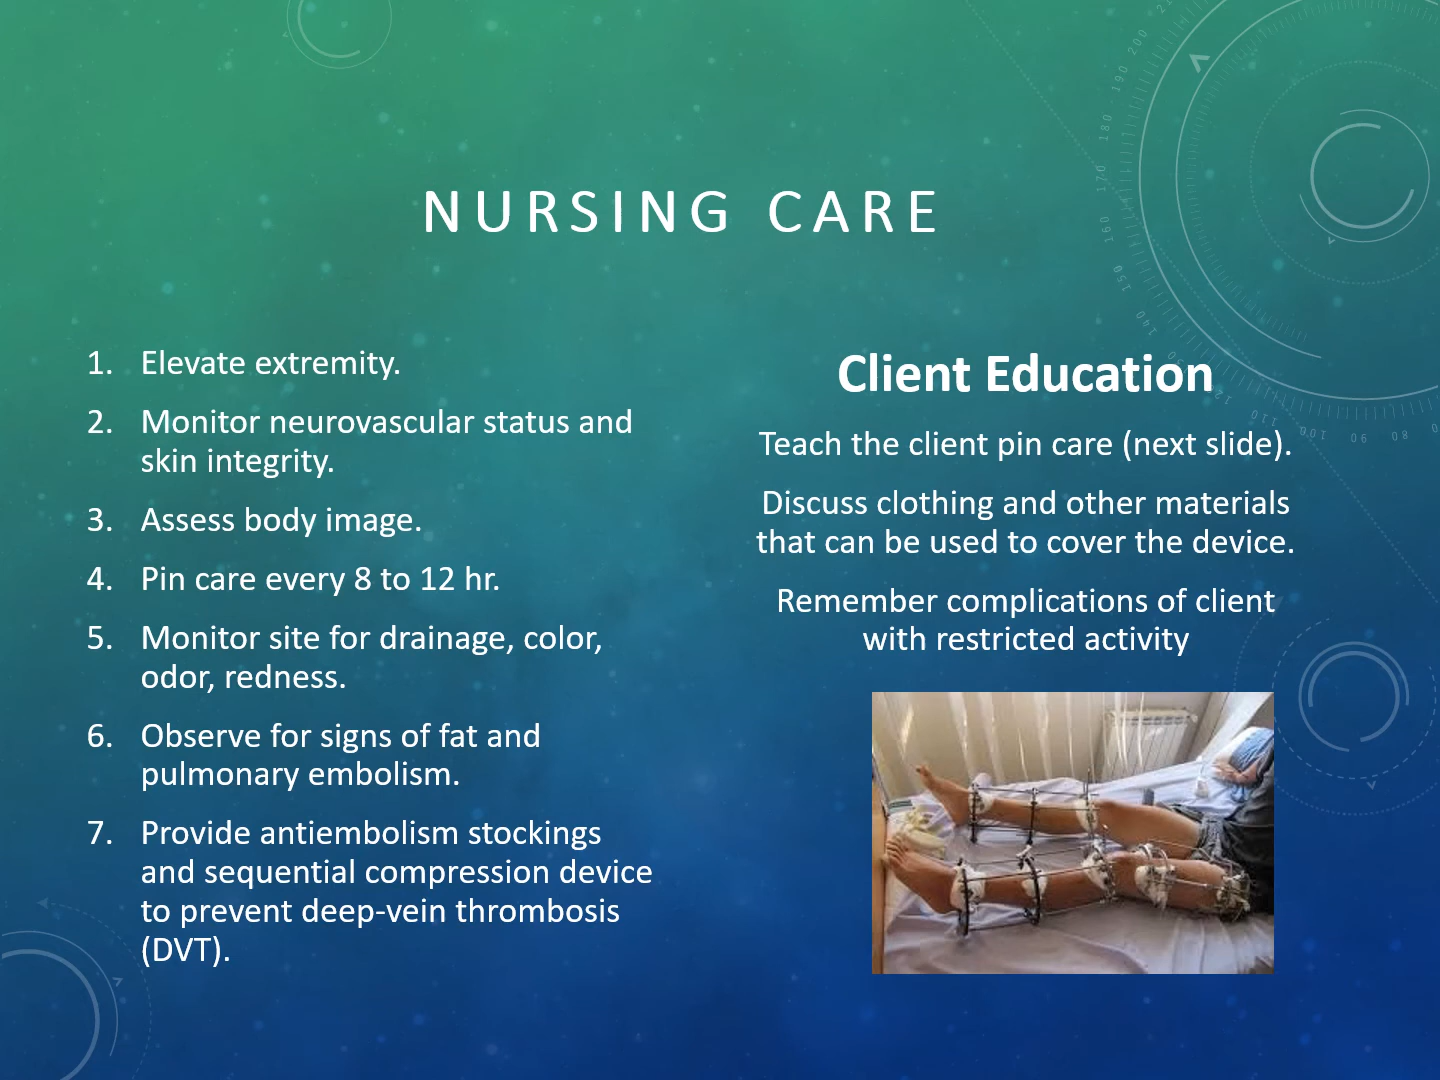 NURSING CARE
1. Elevate extremity.
2. Monitor neurovascular status and
skin integrity.
3. Assess body image.
4. Pin care every 8 to 12 hr.
5. Monitor site for drainage, color,
odor, redness.
6. Observe for signs of fat and
pulmonary embolism.
7. Provide antiembolism stockings
and sequential compression device
to prevent deep-vein thrombosis
(DVT).
Client Education
Teach the client pin care (next slide).
Discuss clothing and other materials
that can be used to cover the device.
Remember complications of client
with restricted activity